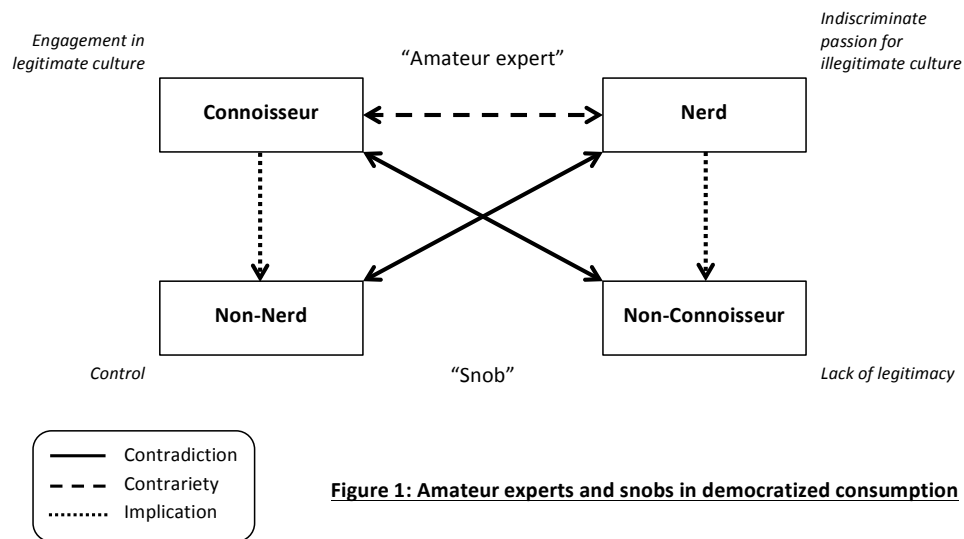 Engagement in
legitimate culture
“Amateur expert”
Indiscriminate
passion for
illegitimate culture
Connoisseur
Nerd
Non-Nerd
Non-Connoisseur
Control
“Snob”
Lack of legitimacy
Contradiction
Contrariety
Implication
Figure 1: Amateur experts and snobs in democratized consumption